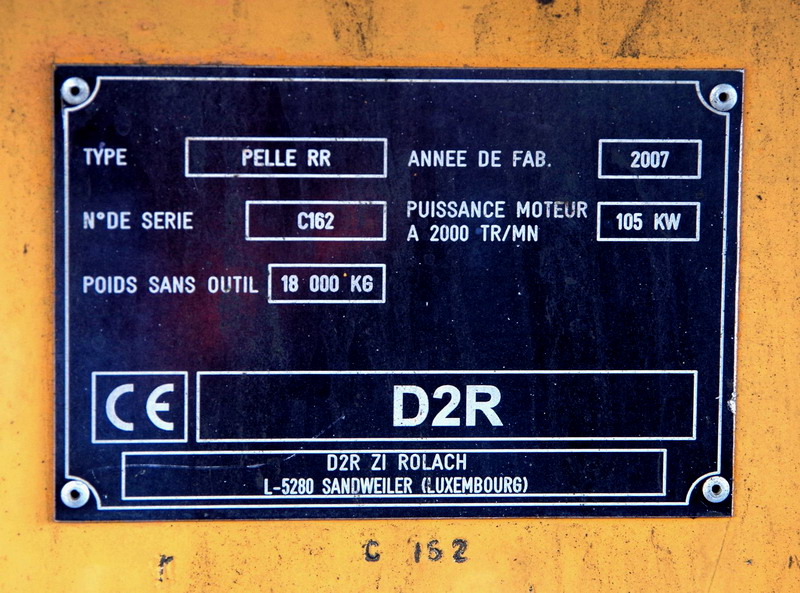 TYPE PELLE RR ANNEE DE FAB. 2007
N°DE SERIE C162 PUISSANCE MOTEUR
A 2000 TR/MN 105 KW
POIDS SANS OUTIL 18 000 KG
CE D2R
D2R ZI ROLACH
L-5280 SANDWEILER (LUXEMBOURG)
C 162